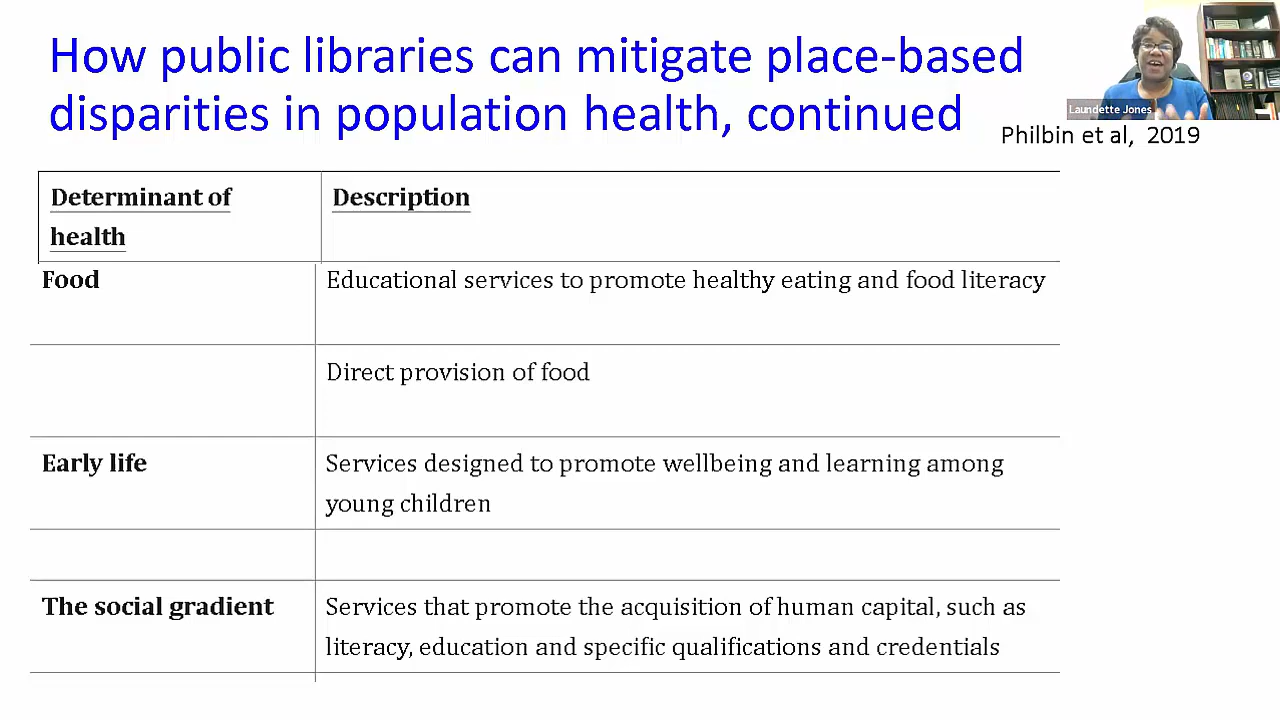 How public libraries can mitigate place-based
disparities in population health, continued
Laundette Jones
Philbin et al, 2019
Determinant of
health
Description
Food
Educational services to promote healthy eating and food literacy
Direct provision of food
Early life
Services designed to promote wellbeing and learning among
young children
The social gradient
Services that promote the acquisition of human capital, such as
literacy, education and specific qualifications and credentials